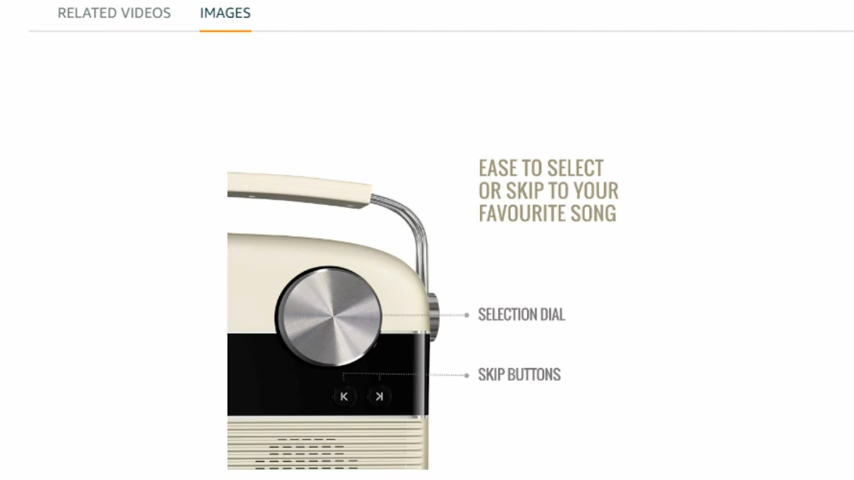 RELATED VIDEOS IMAGES
EASE TO SELECT
OR SKIP TO YOUR
FAVOURITE SONG
SELECTION DIAL
SKIP BUTTONS